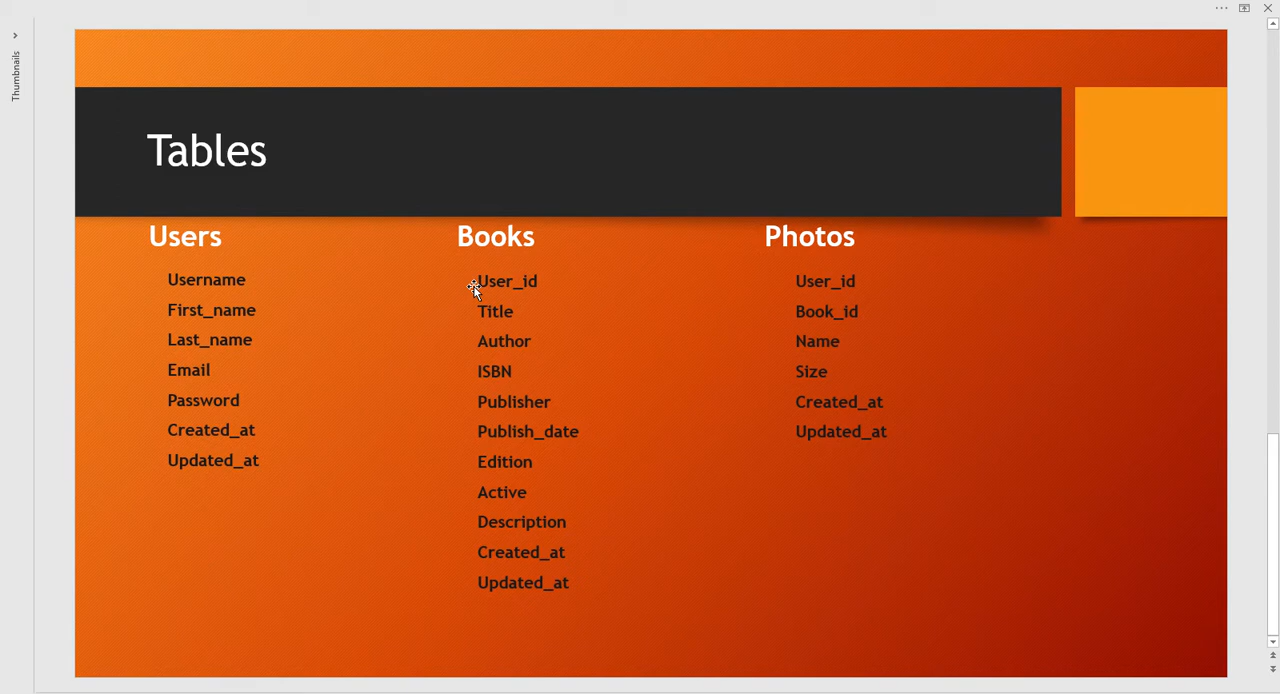 Thumbnails
Tables
Users
Username
First_name
Last_name
Email
Password
Created_at
Updated_at
Books
User_id
Title
Author
ISBN
Publisher
Publish_date
Edition
Active
Description
Created_at
Updated_at
Photos
User_id
Book_id
Name
Size
Created_at
Updated_at